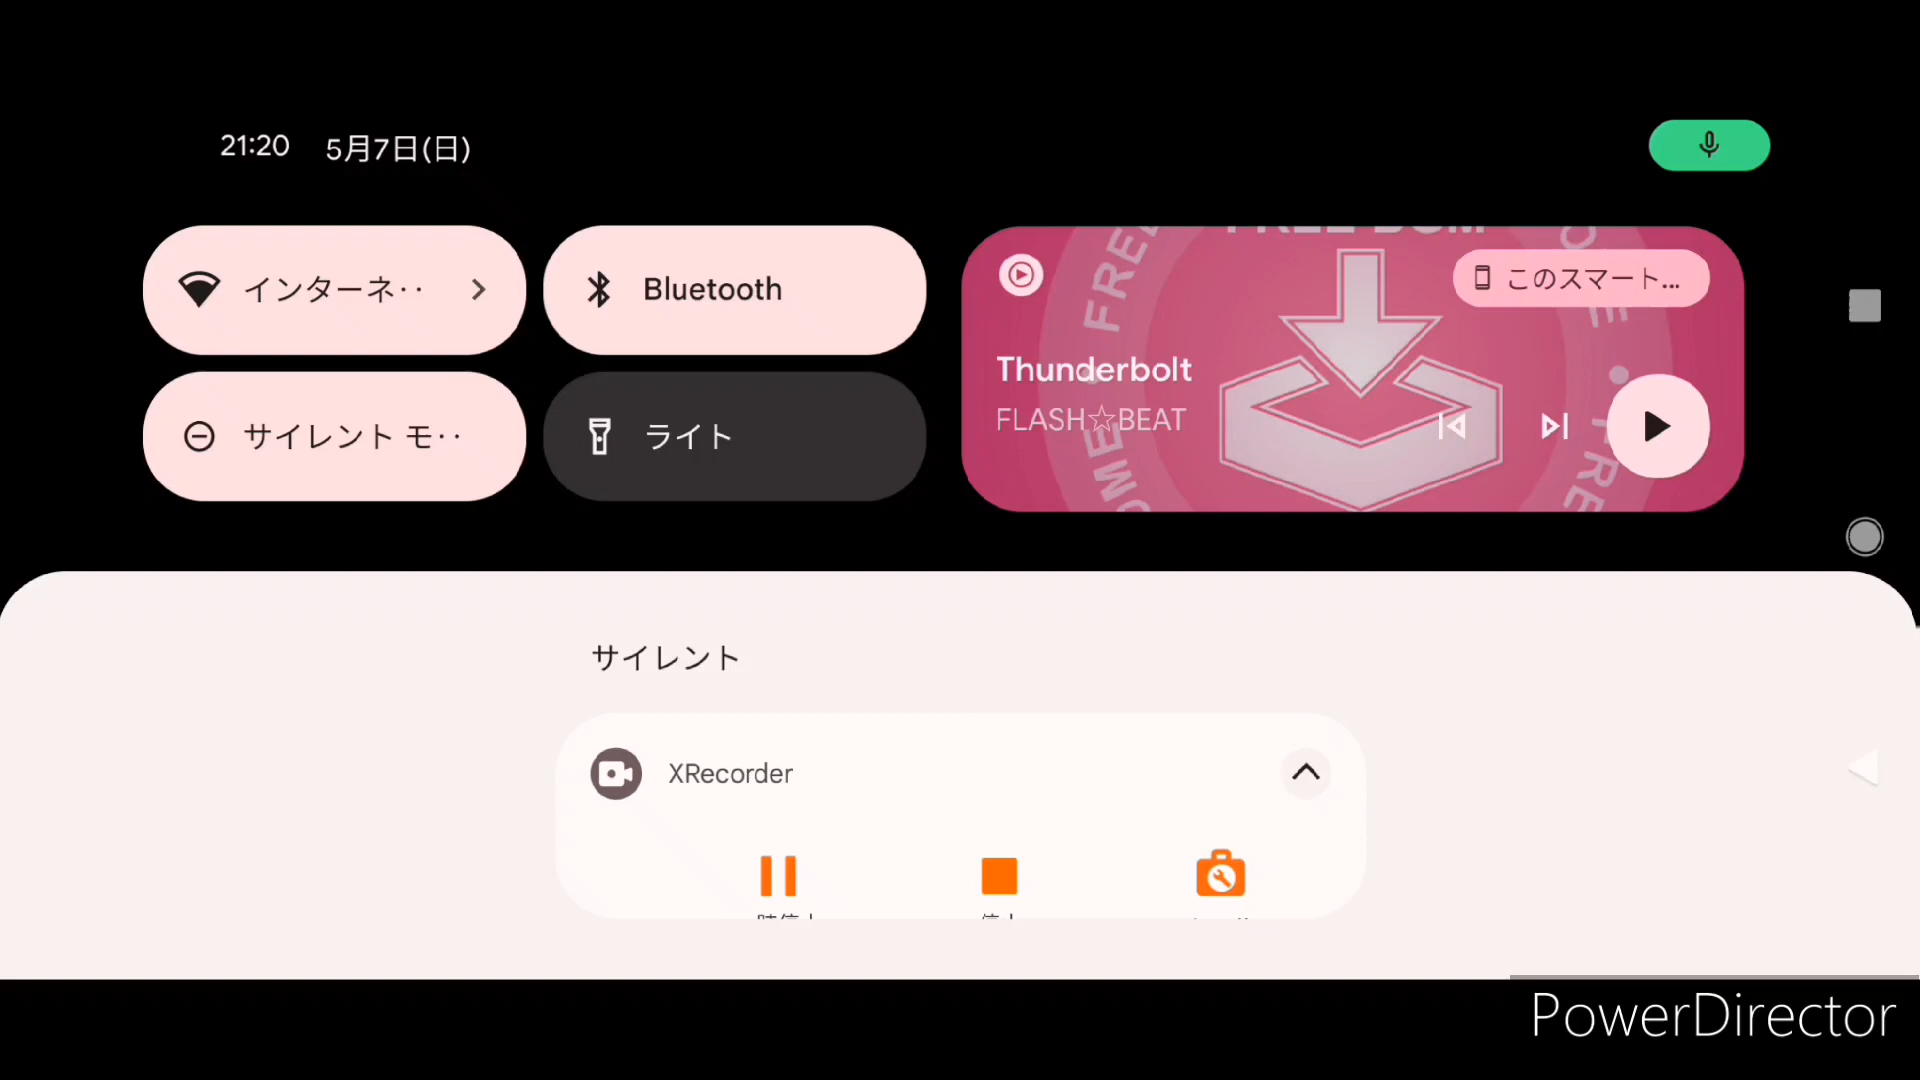 21:20 5月7日(日)
インターネ‥
Bluetooth
サイレント モ‥
ライト
このスマート...
Thunderbolt
FLASH☆BEAT
サイレント
XRecorder
PowerDirector